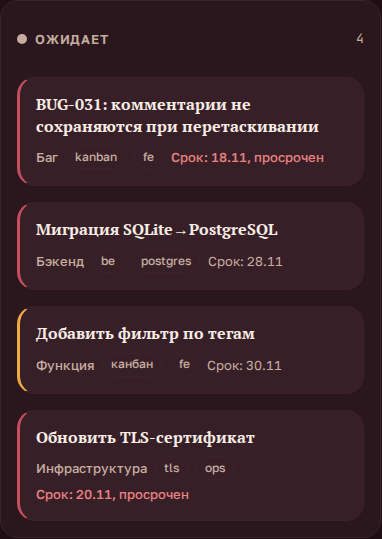 ОЖИДАЕТ 4
BUG-031: комментарии не
сохраняются при перетаскивании
Баг kanban fe Срок: 18.11, просрочен
Миграция SQLite→PostgreSQL
Бэкенд be postgres Срок: 28.11
Добавить фильтр по тегам
Функция канбан fe Срок: 30.11
Обновить TLS-сертификат
Инфраструктура tls ops
Срок: 20.11, просрочен